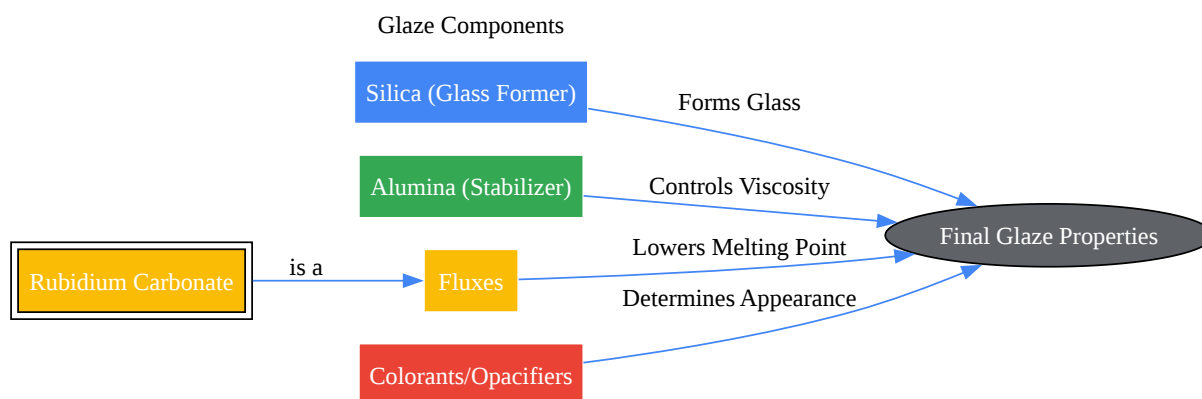 Glaze Components
Silica (Glass Former)
Forms Glass
Alumina (Stabilizer)
Controls Viscosity
Final Glaze Properties
Rubidium Carbonate
is a
Fluxes
Lowers Melting Point
Determines Appearance
Colorants/Opacifiers